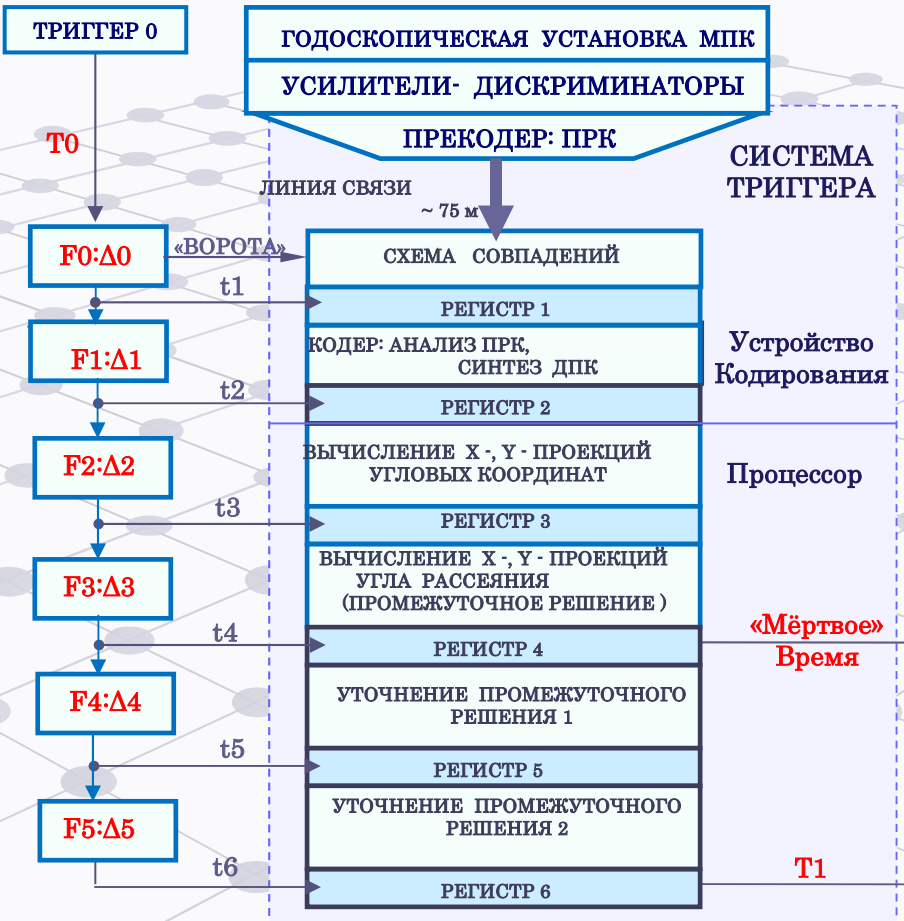 ТРИГГЕР 0
ГОДОСКОПИЧЕСКАЯ УСТАНОВКА МПК
УСИЛИТЕЛИ- ДИСКРИМИНАТОРЫ
ПРЕКОДЕР: ПРК
T0
СИСТЕМА
ТРИГГЕРА
ЛИНИЯ СВЯЗИ
~ 75 м
F0:Δ0
«ВОРОТА»
СХЕМА СОВПАДЕНИЙ
t1
РЕГИСТР 1
F1:Δ1
КОДЕР: АНАЛИЗ ПРК,
СИНТЕЗ ДПК
Устройство
Кодирования
t2
РЕГИСТР 2
F2:Δ2
ВЫЧИСЛЕНИЕ X -, Y - ПРОЕКЦИЙ
УГЛОВЫХ КООРДИНАТ
Процессор
t3
РЕГИСТР 3
F3:Δ3
ВЫЧИСЛЕНИЕ X -, Y - ПРОЕКЦИЙ
УГЛА РАССЕЯНИЯ
(ПРОМЕЖУТОЧНОЕ РЕШЕНИЕ )
t4
РЕГИСТР 4
«Мёртвое»
Время
F4:Δ4
УТОЧНЕНИЕ ПРОМЕЖУТОЧНОГО
РЕШЕНИЯ 1
t5
РЕГИСТР 5
F5:Δ5
УТОЧНЕНИЕ ПРОМЕЖУТОЧНОГО
РЕШЕНИЯ 2
t6
РЕГИСТР 6
T1